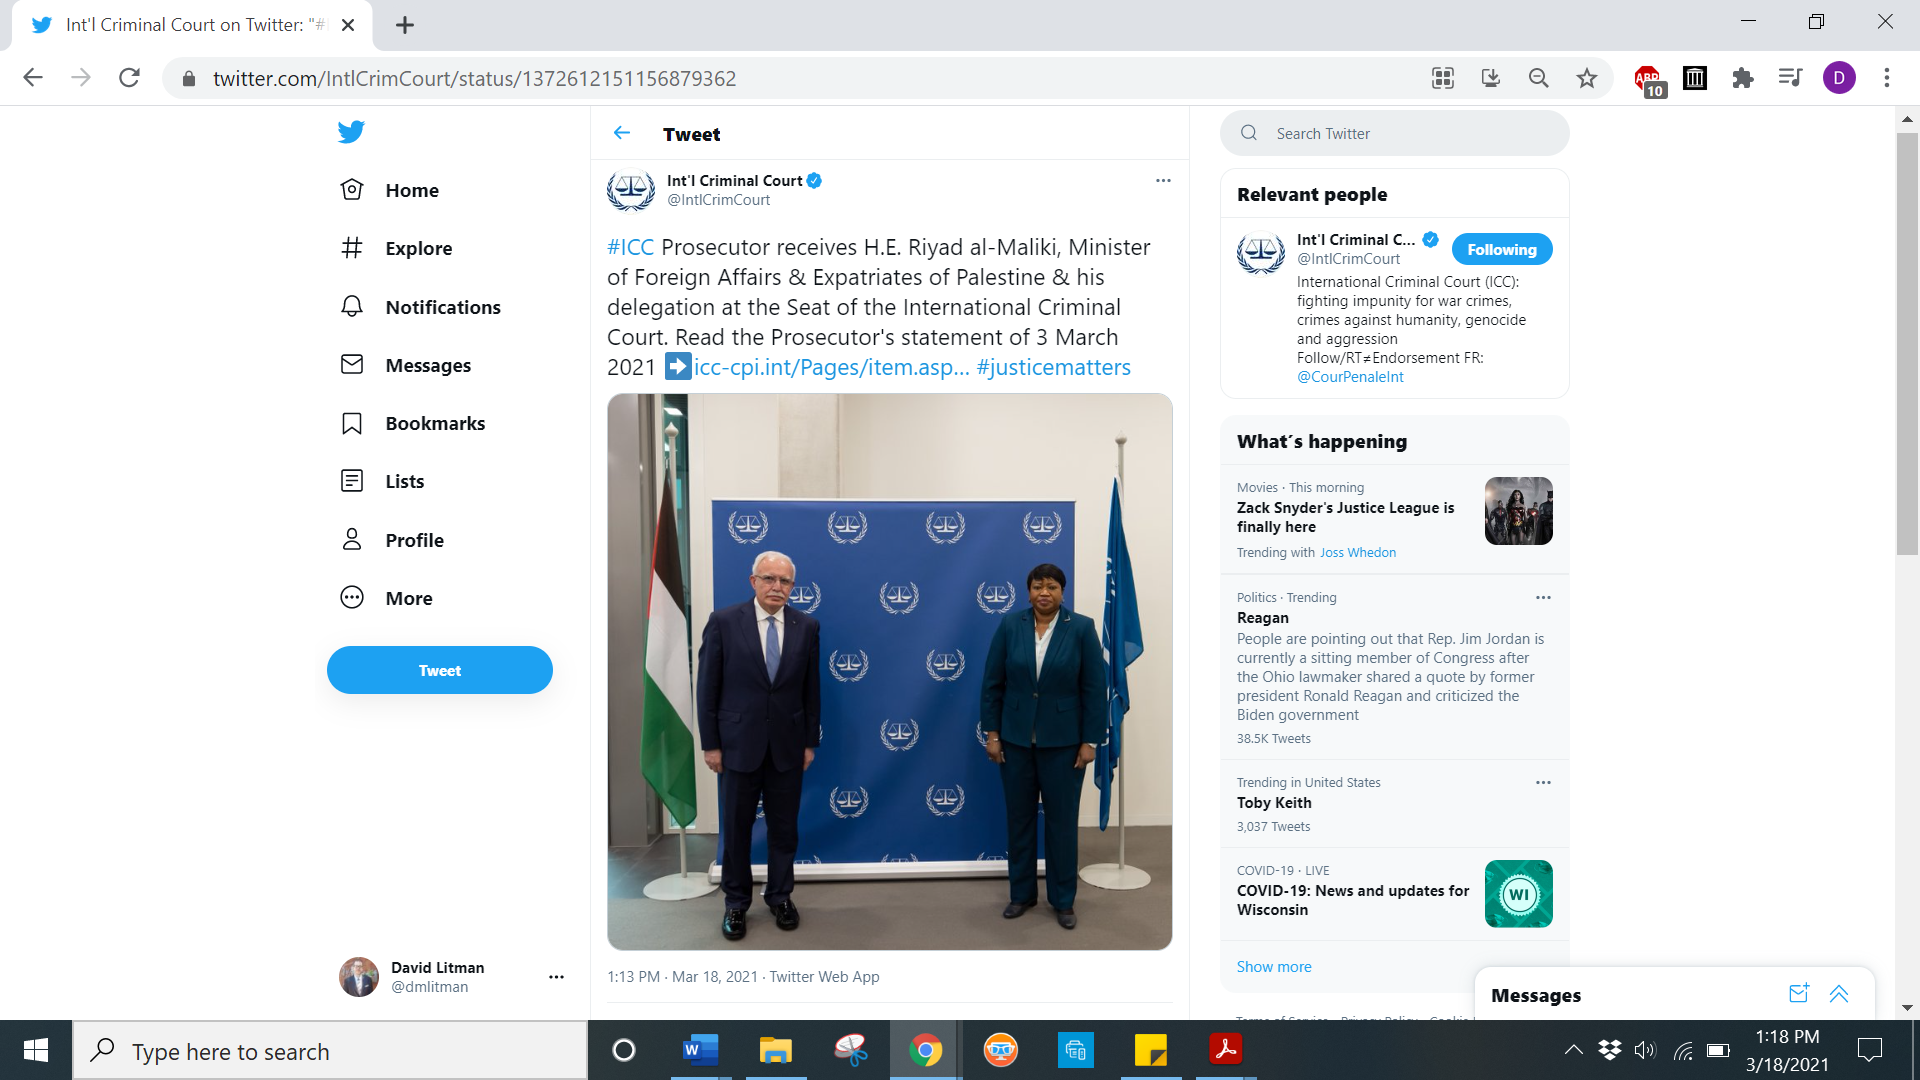 Int'l Criminal Court on Twitter: "#
twitter.com/IntlCrimCourt/status/1372612151156879362
ABP
10
D
Home
Explore
Notifications
Messages
Bookmarks
Lists
Profile
More
Tweet
David Litman
@dmlitman
Tweet
Int'l Criminal Court
@IntlCrimCourt
#ICC Prosecutor receives H.E. Riyad al-Maliki, Minister
of Foreign Affairs & Expatriates of Palestine & his
delegation at the Seat of the International Criminal
Court. Read the Prosecutor's statement of 3 March
2021 ➡icc-cpi.int/Pages/item.asp... #justicematters
1:13 PM · Mar 18, 2021 · Twitter Web App
Search Twitter
Relevant people
Int'l Criminal C...
@IntlCrimCourt
Following
International Criminal Court (ICC):
fighting impunity for war crimes,
crimes against humanity, genocide
and aggression
Follow/RT≠Endorsement FR:
@CourPenaleInt
What's happening
Movies · This morning
Zack Snyder's Justice League is
finally here
Trending with Joss Whedon
Politics · Trending
Reagan
People are pointing out that Rep. Jim Jordan is
currently a sitting member of Congress after
the Ohio lawmaker shared a quote by former
president Ronald Reagan and criticized the
Biden government
38.5K Tweets
Trending in United States
Toby Keith
3,037 Tweets
COVID-19 · LIVE
COVID-19: News and updates for
Wisconsin
WI
Show more
Terms of Service Privacy Policy Cookie
Messages
Type here to search
W
1:18 PM
3/18/2021